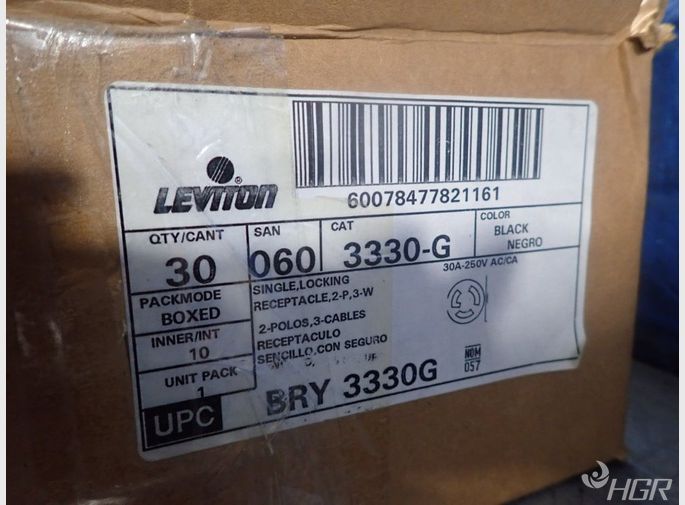 LEVITON
®
60078477821161
QTY/CANT
30
SAN
060
CAT
3330-G
COLOR
BLACK
NEGRO
PACKMODE
BOXED
INNER/INT
10
UNIT PACK
1
UPC
SINGLE,LOCKING
RECEPTACLE,2-P,3-W
2-POLOS,3-CABLES
RECEPTACULO
SENCILLO,CON SEGURO
30A-250V AC/CA
NOM
057
BRY 3330G
HGR